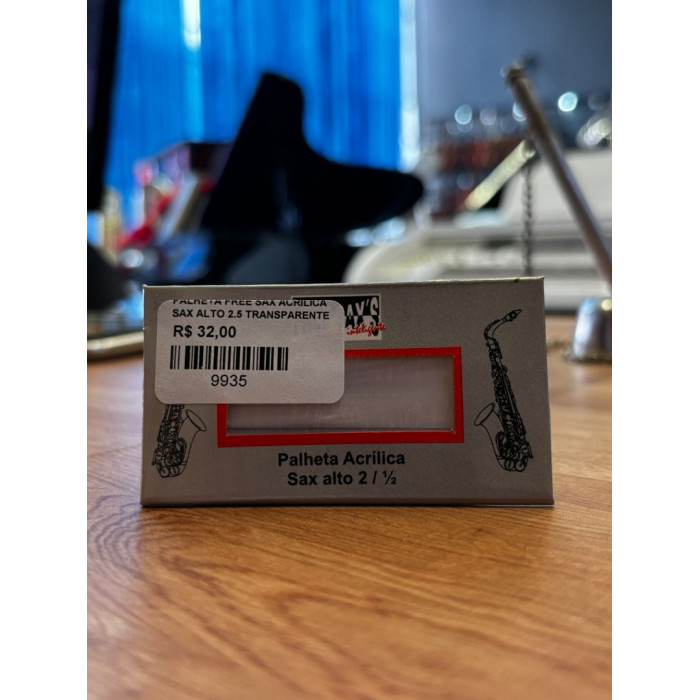 PALHETA FREE SAX ACRILICA
SAX ALTO 2.5 TRANSPARENTE
R$ 32,00
9935
inteligente
Palheta Acrílica
Sax alto 2 / ½